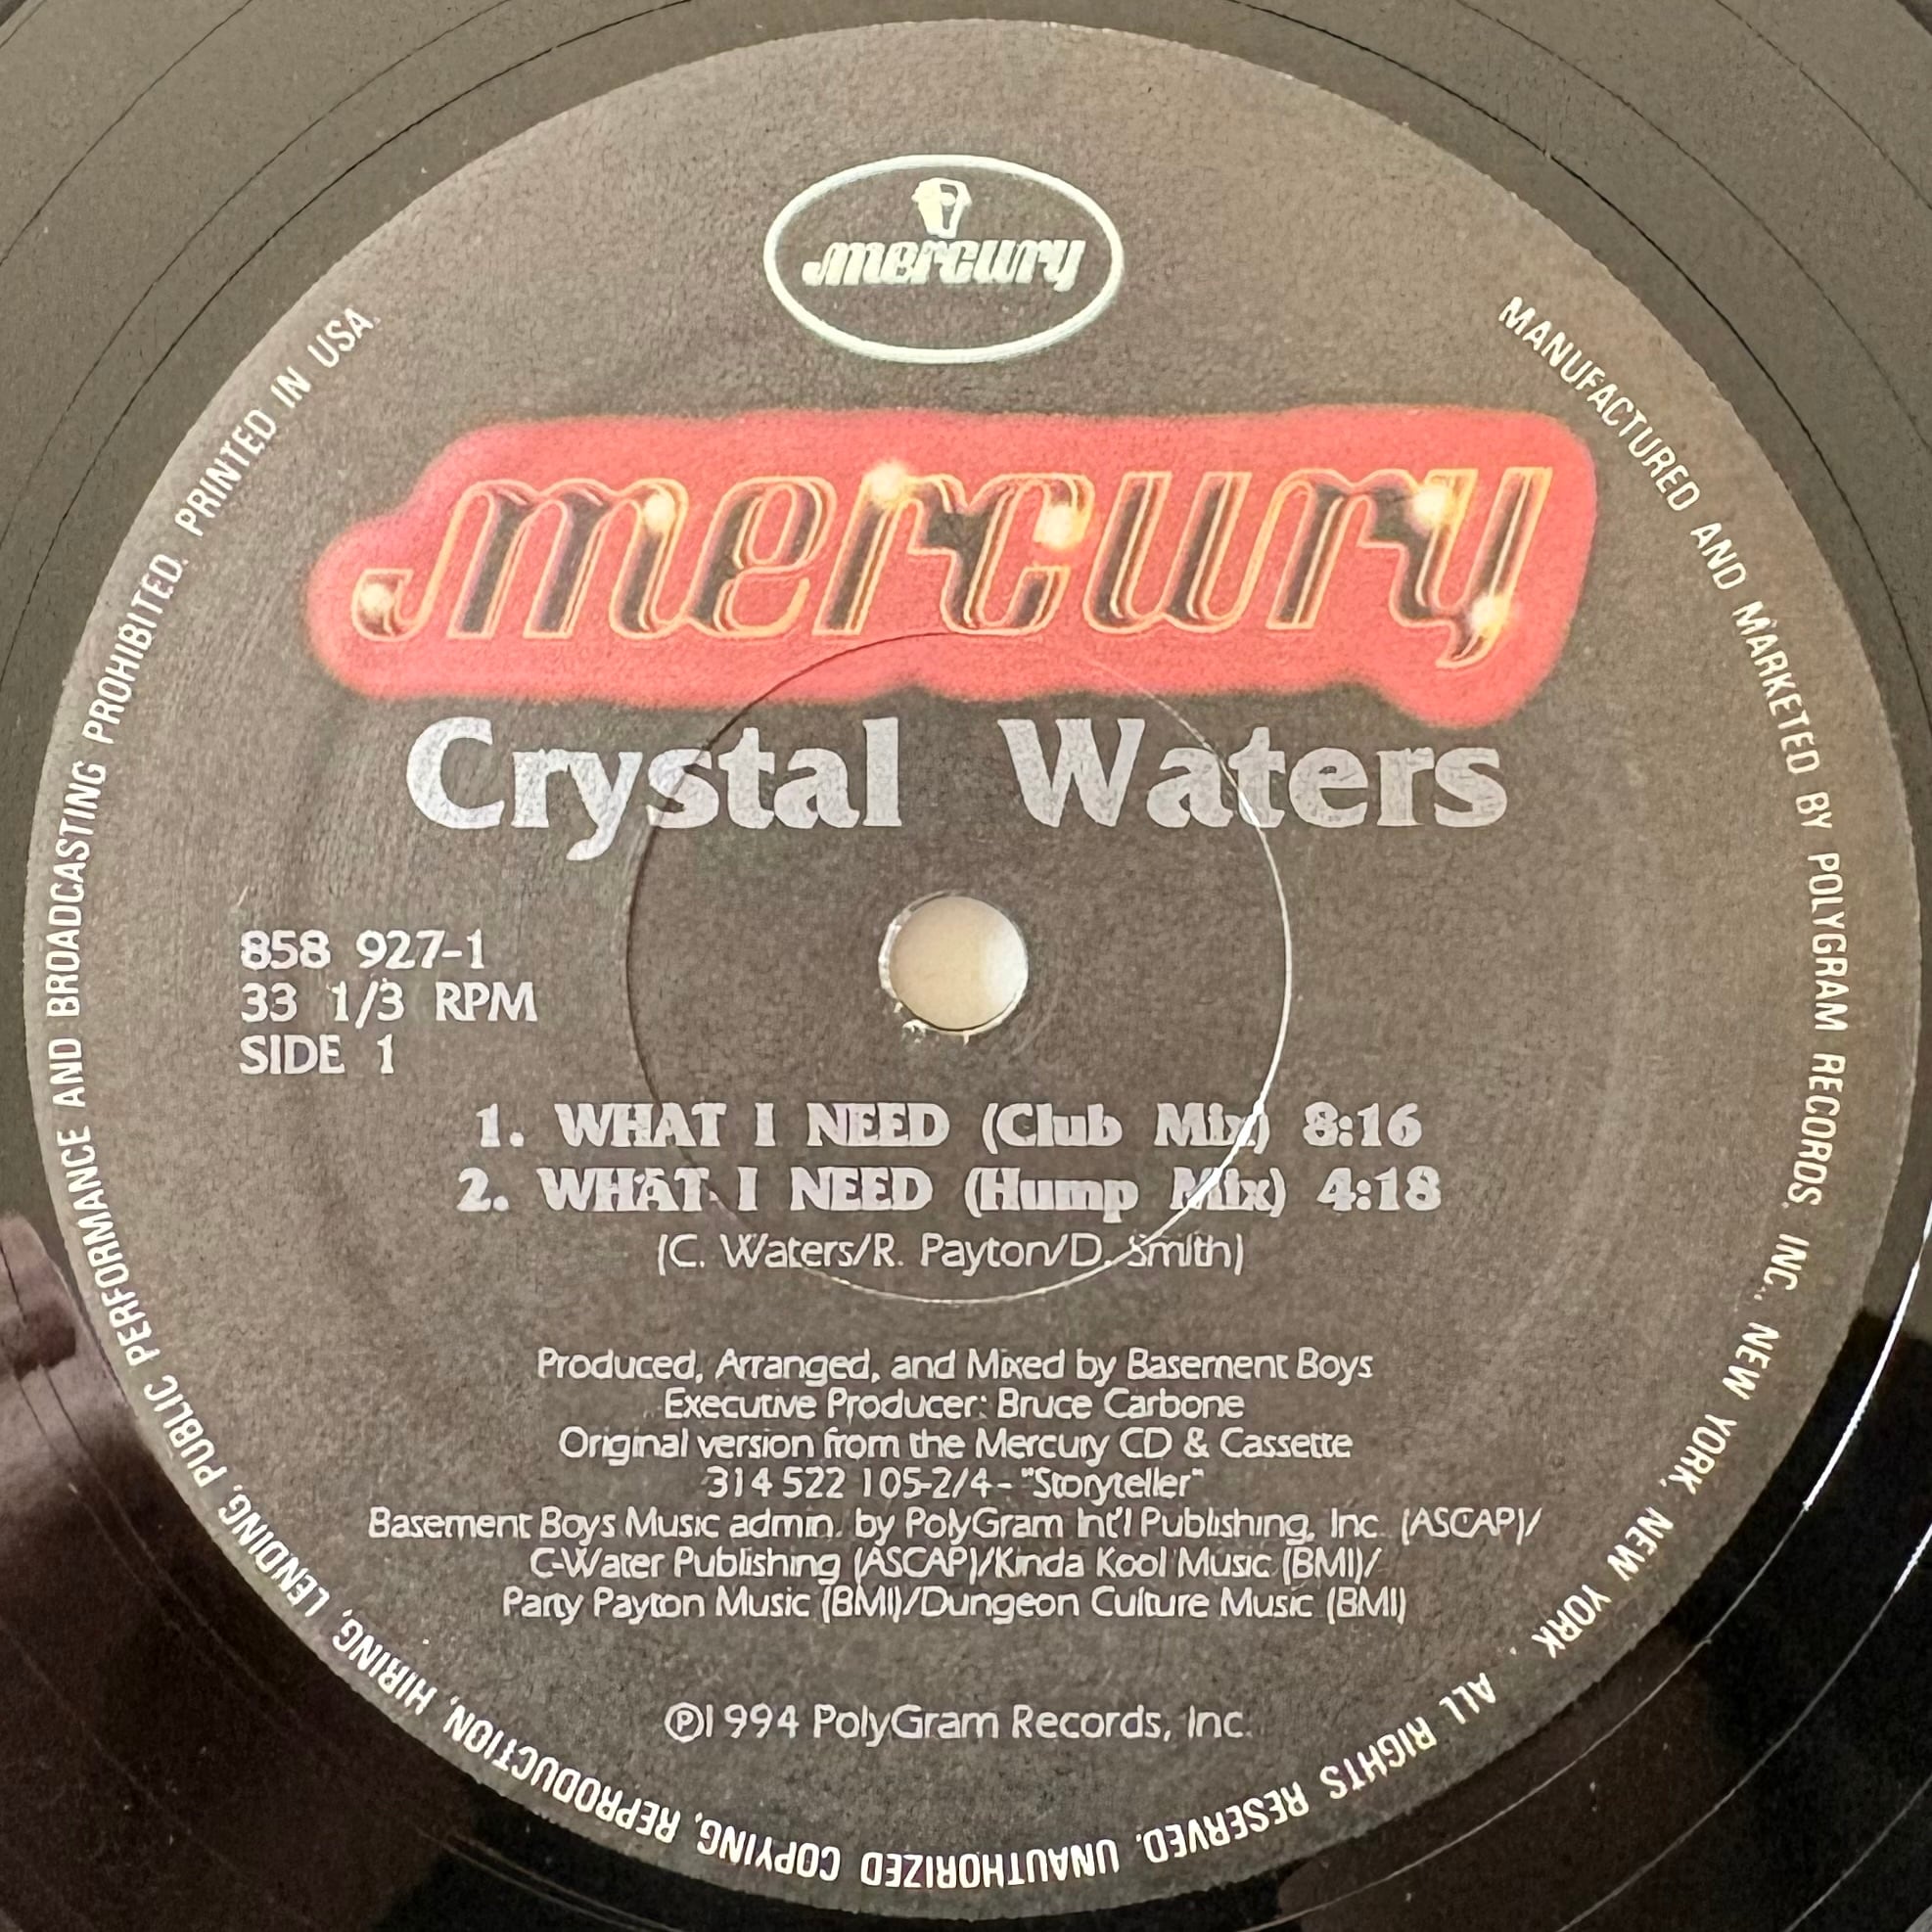 mercury
mercury
Crystal Waters
858 927-1
33 1/3 RPM
SIDE 1
1. WHAT I NEED (Club Mix) 8:16
2. WHAT I NEED (Hump Mix) 4:18
(C. Waters/R. Payton/D. Smith)
Produced, Arranged, and Mixed by Basement Boys
Executive Producer: Bruce Carbone
Original version from the Mercury CD & Cassette
314 522 105-2/4 - "Storyteller"
Basement Boys Music admin. by PolyGram Int'l Publishing, Inc. (ASCAP)/
C-Water Publishing (ASCAP)/Kinda Kool Music (BMI)/
Party Payton Music (BMI)/Dungeon Culture Music (BMI)
℗1994 PolyGram Records, Inc.
MANUFACTURED AND MARKETED BY POLYGRAM RECORDS, INC., NEW YORK, NEW YORK. ALL RIGHTS RESERVED. UNAUTHORIZED COPYING, REPRODUCTION, HIRING, LENDING, PUBLIC PERFORMANCE AND BROADCASTING PROHIBITED. PRINTED IN USA.